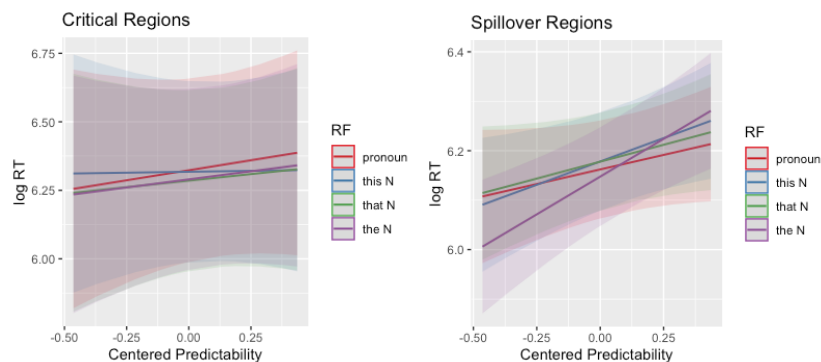 Critical Regions
6.75
6.50
6.25
6.00
log RT
-0.50
-0.25
0.00
0.25
Centered Predictability
RF
pronoun
this N
that N
the N
Spillover Regions
6.4
6.2
6.0
log RT
-0.50
-0.25
0.00
0.25
Centered Predictability
RF
pronoun
this N
that N
the N